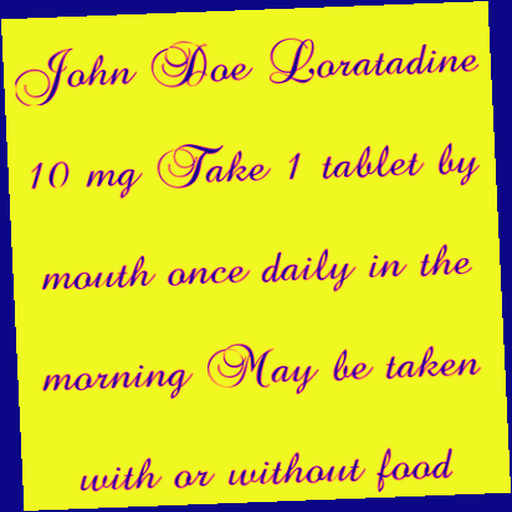 John Doe Loratadine
10 mg Take 1 tablet by
mouth once daily in the
morning May be taken
with or without food